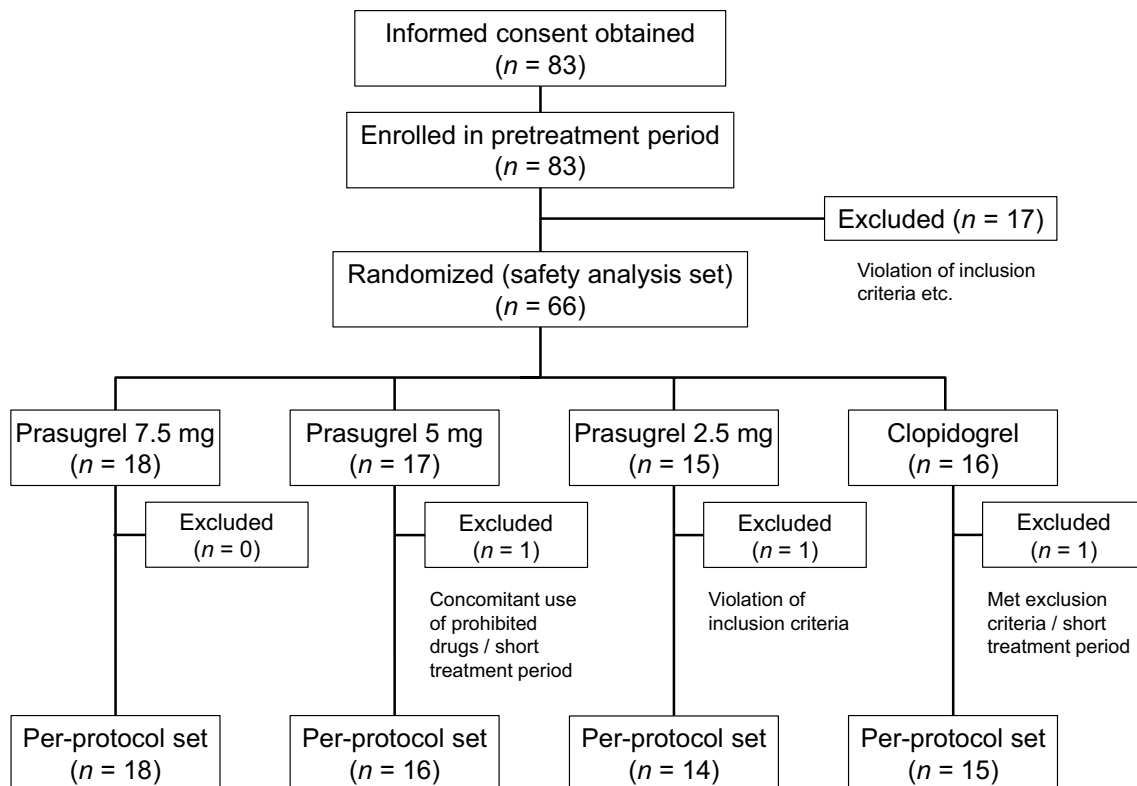 Informed consent obtained
(n = 83)
Enrolled in pretreatment period
(n = 83)
Excluded (n = 17)
Violation of inclusion
criteria etc.
Randomized (safety analysis set)
(n = 66)
Prasugrel 7.5 mg
(n = 18)
Prasugrel 5 mg
(n = 17)
Prasugrel 2.5 mg
(n = 15)
Clopidogrel
(n = 16)
Excluded
(n = 0)
Excluded
(n = 1)
Concomitant use
of prohibited
drugs / short
treatment period
Excluded
(n = 1)
Violation of
inclusion criteria
Excluded
(n = 1)
Met exclusion
criteria / short
treatment period
Per-protocol set
(n = 18)
Per-protocol set
(n = 16)
Per-protocol set
(n = 14)
Per-protocol set
(n = 15)